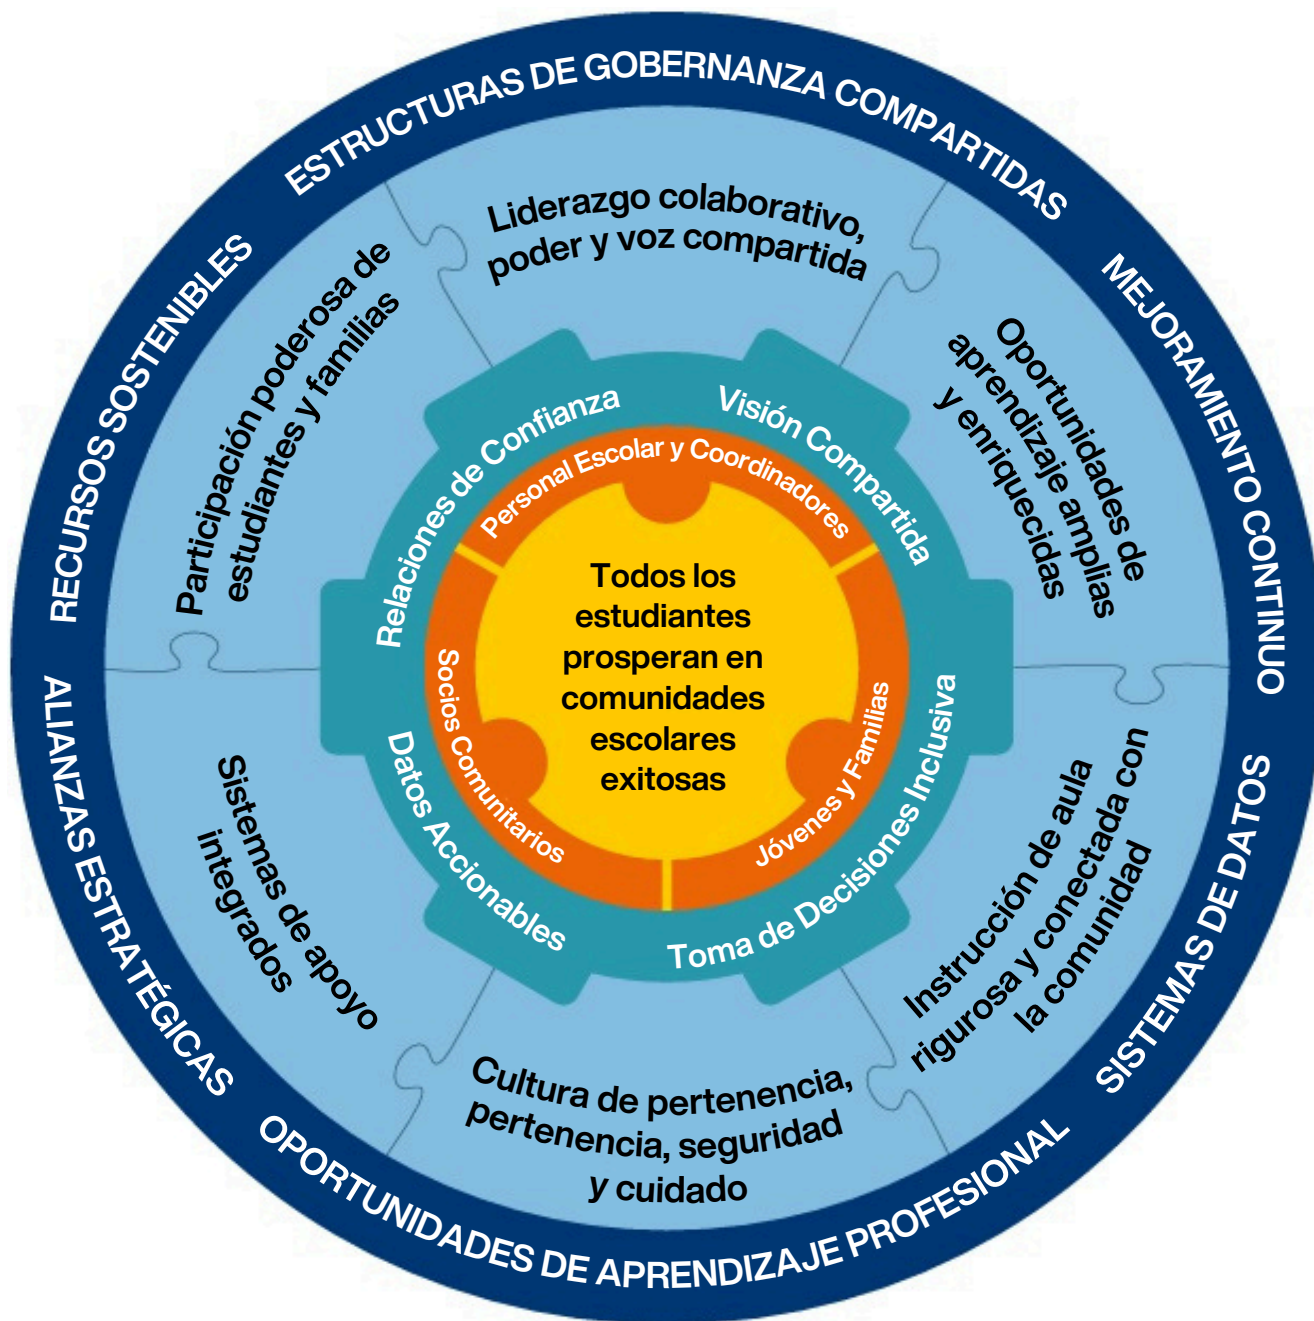 ESTRUCTURAS DE GOBERNANZA COMPARTIDAS
MEJORAMIENTO CONTINUO
SISTEMAS DE DATOS
OPORTUNIDADES DE APRENDIZAJE PROFESIONAL
ALIANZAS ESTRATÉGICAS
RECURSOS SOSTENIBLES
Liderazgo colaborativo,
poder y voz compartida
Oportunidades de
aprendizaje amplias
y enriquecidas
Instrucción de aula
rigurosa y conectada con
la comunidad
Cultura de pertenencia,
pertenencia, seguridad
y cuidado
Sistemas de apoyo
integrados
Participación poderosa de
estudiantes y familias
Relaciones de Confianza
Visión Compartida
Toma de Decisiones Inclusiva
Datos Accionables
Personal Escolar y Coordinadores
Jóvenes y Familias
Socios Comunitarios
Todos los
estudiantes
prosperan en
comunidades
escolares
exitosas